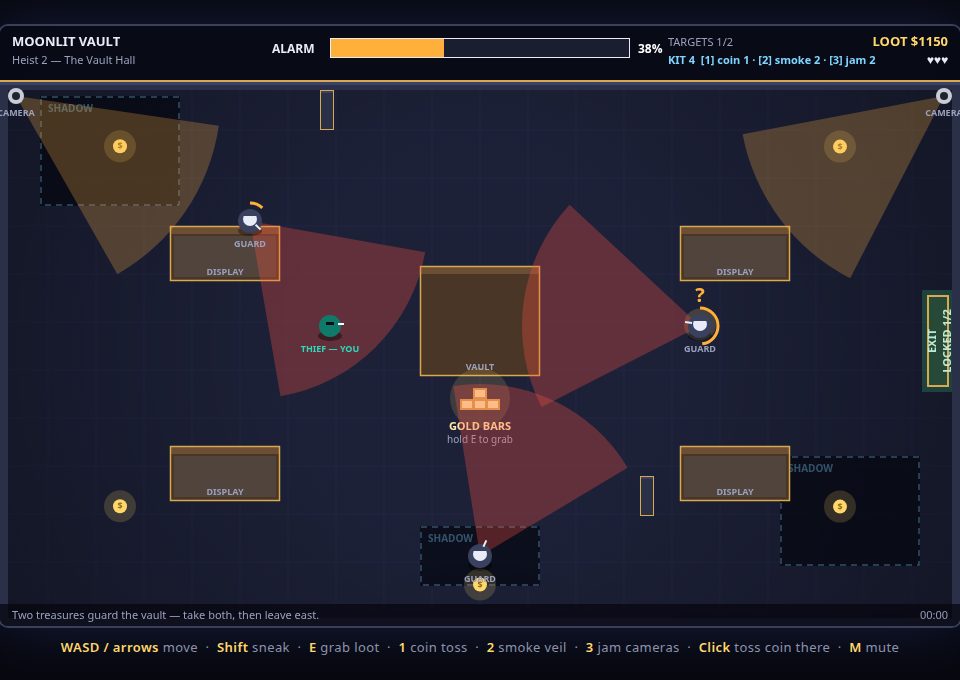 MOONLIT VAULT
Heist 2 — The Vault Hall
ALARM
38%
TARGETS 1/2
LOOT $1150
KIT 4 [1] coin 1 · [2] smoke 2 · [3] jam 2
♥♥♥
CAMERA
SHADOW
$
$
CAMERA
GUARD
DISPLAY
DISPLAY
?
GUARD
THIEF — YOU
EXIT
LOCKED 1/2
VAULT
GOLD BARS
hold E to grab
DISPLAY
DISPLAY
SHADOW
$
$
SHADOW
GUARD
$
Two treasures guard the vault — take both, then leave east.
00:00
WASD / arrows move · Shift sneak · E grab loot · 1 coin toss · 2 smoke veil · 3 jam cameras · Click toss coin there · M mute